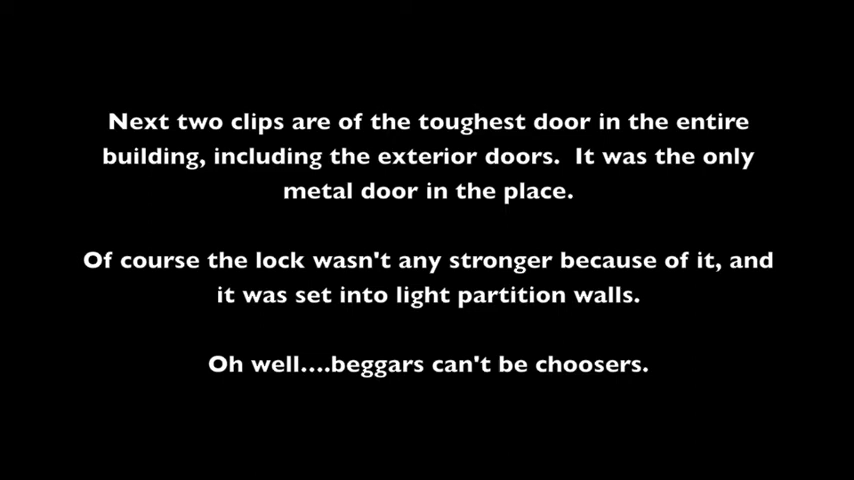 Next two clips are of the toughest door in the entire
building, including the exterior doors.  It was the only
metal door in the place.
Of course the lock wasn't any stronger because of it, and
it was set into light partition walls.
Oh well....beggars can't be choosers.